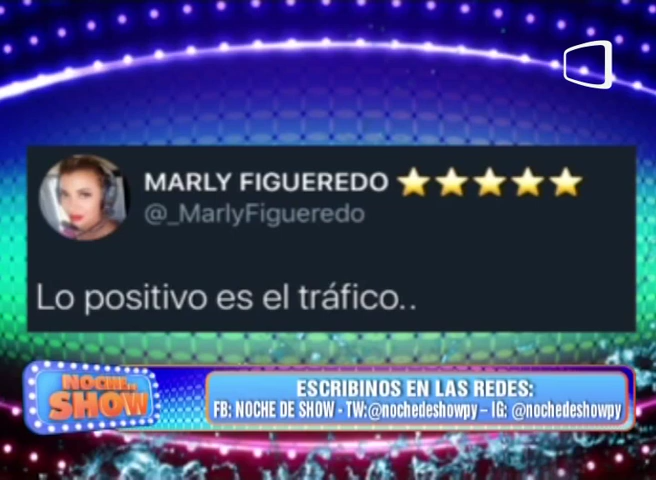 MARLY FIGUEREDO ⭐⭐⭐⭐⭐
@_MarlyFigueredo
Lo positivo es el tráfico..
NOCHE DE
SHOW
ESCRIBINOS EN LAS REDES:
FB: NOCHE DE SHOW - TW:@nochedeshowpy – IG: @nochedeshowpy